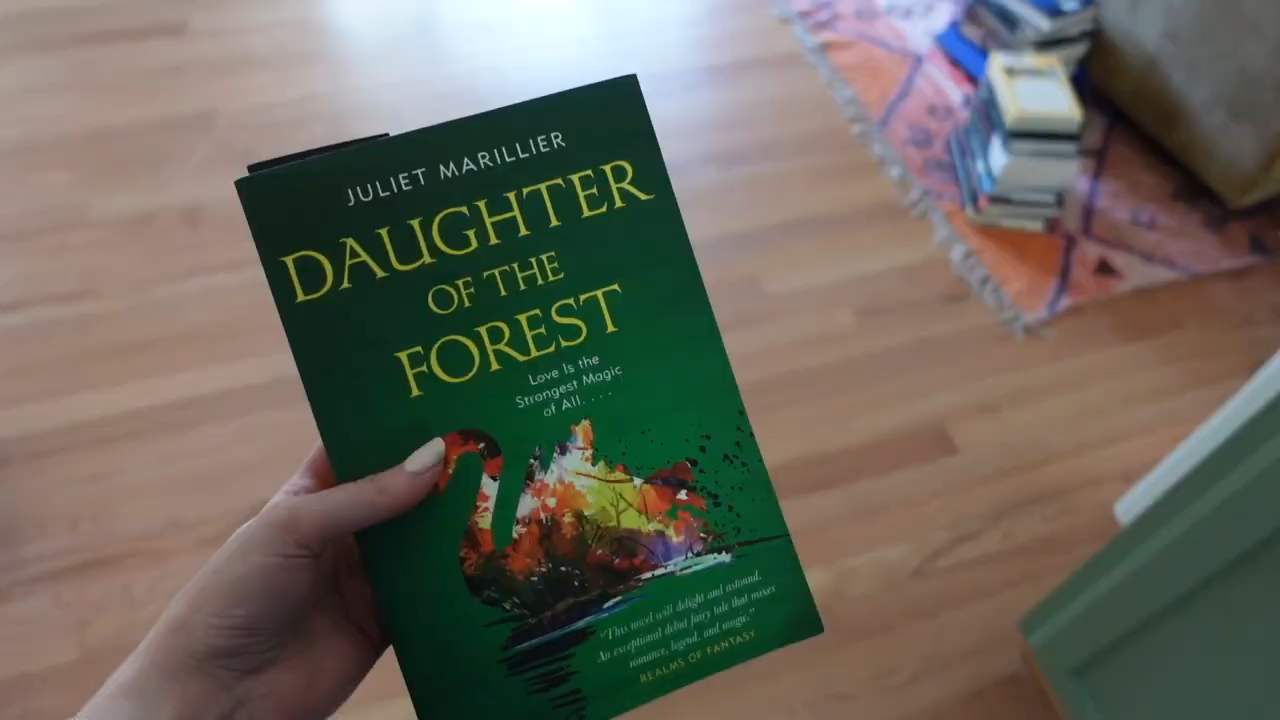 JULIET MARILLIER
DAUGHTER
OF THE
FOREST
Love Is the
Strongest Magic
of All. . . .
"This novel will delight and astound.
An exceptional debut fairy tale that mixes
romance, legend, and magic."
REALMS OF FANTASY